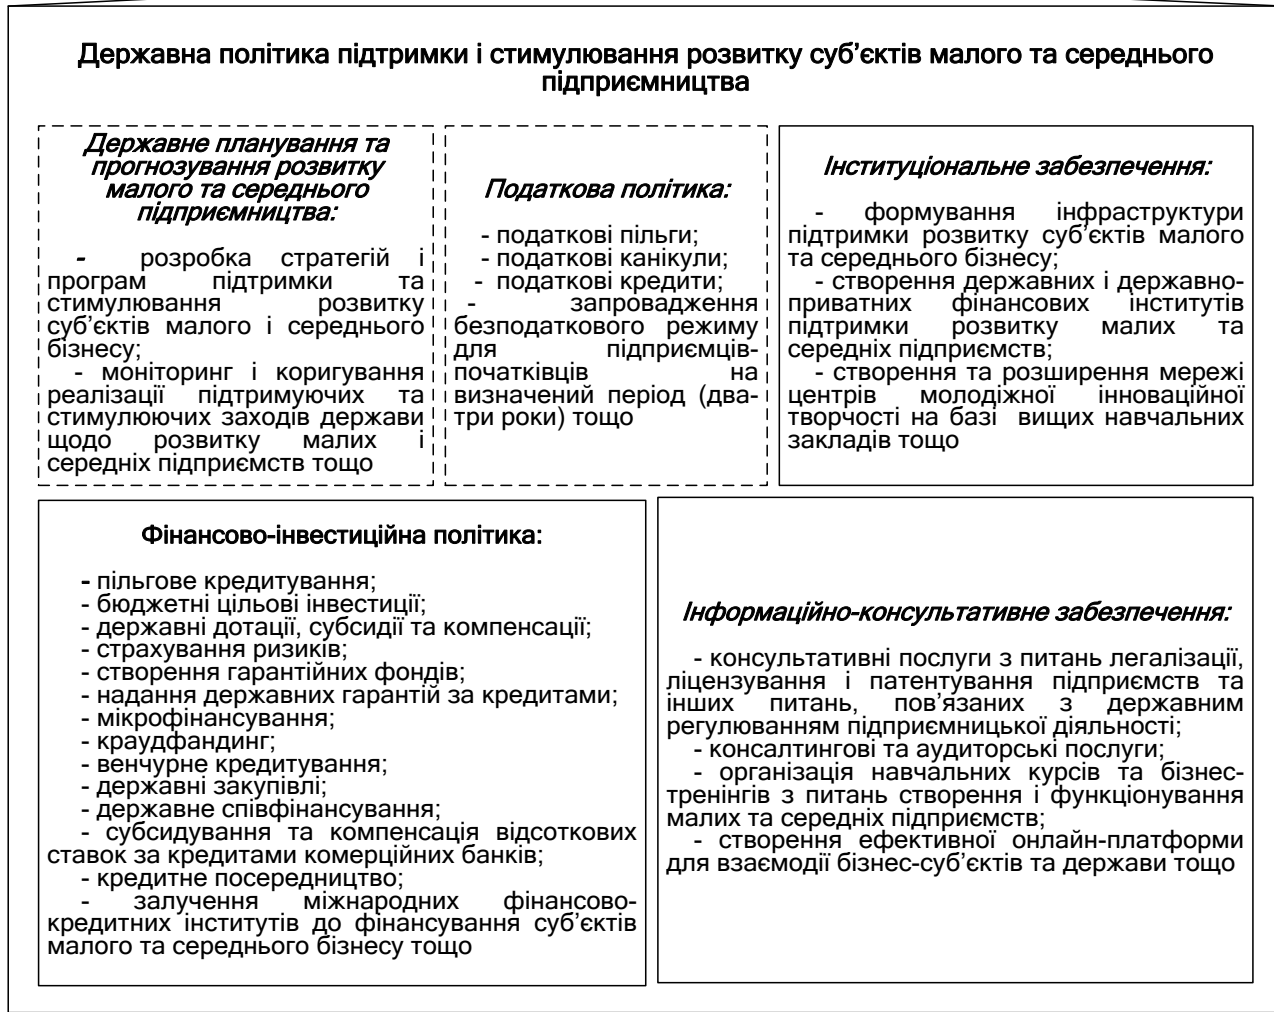 Державна політика підтримки і стимулювання розвитку суб’єктів малого та середнього
підприємництва
Державне планування та
прогнозування розвитку
малого та середнього
підприємництва:
- розробка стратегій і
програм підтримки та
стимулювання розвитку
суб’єктів малого і середнього
бізнесу;
- моніторинг і коригування
реалізації підтримуючих та
стимулюючих заходів держави
щодо розвитку малих і
середніх підприємств тощо
Податкова політика:
- податкові пільги;
- податкові канікули;
- податкові кредити;
- запровадження
безподаткового режиму
для підприємців-
початківців на
визначений період (два-
три роки) тощо
Інституціональне забезпечення:
- формування інфраструктури
підтримки розвитку суб’єктів малого
та середнього бізнесу;
- створення державних і державно-
приватних фінансових інститутів
підтримки розвитку малих та
середніх підприємств;
- створення та розширення мережі
центрів молодіжної інноваційної
творчості на базі вищих навчальних
закладів тощо
Фінансово-інвестиційна політика:
- пільгове кредитування;
- бюджетні цільові інвестиції;
- державні дотації, субсидії та компенсації;
- страхування ризиків;
- створення гарантійних фондів;
- надання державних гарантій за кредитами;
- мікрофінансування;
- краудфандинг;
- венчурне кредитування;
- державні закупівлі;
- державне співфінансування;
- субсидування та компенсація відсоткових
ставок за кредитами комерційних банків;
- кредитне посередництво;
- залучення міжнародних фінансово-
кредитних інститутів до фінансування суб’єктів
малого та середнього бізнесу тощо
Інформаційно-консультативне забезпечення:
- консультативні послуги з питань легалізації,
ліцензування і патентування підприємств та
інших питань, пов’язаних з державним
регулюванням підприємницької діяльності;
- консалтингові та аудиторські послуги;
- організація навчальних курсів та бізнес-
тренінгів з питань створення і функціонування
малих та середніх підприємств;
- створення ефективної онлайн-платформи
для взаємодії бізнес-суб’єктів та держави тощо